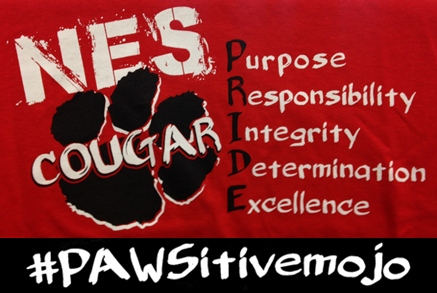 NES
COUGAR
Purpose
Responsibility
Integrity
Determination
Excellence
#PAWSitivemojo